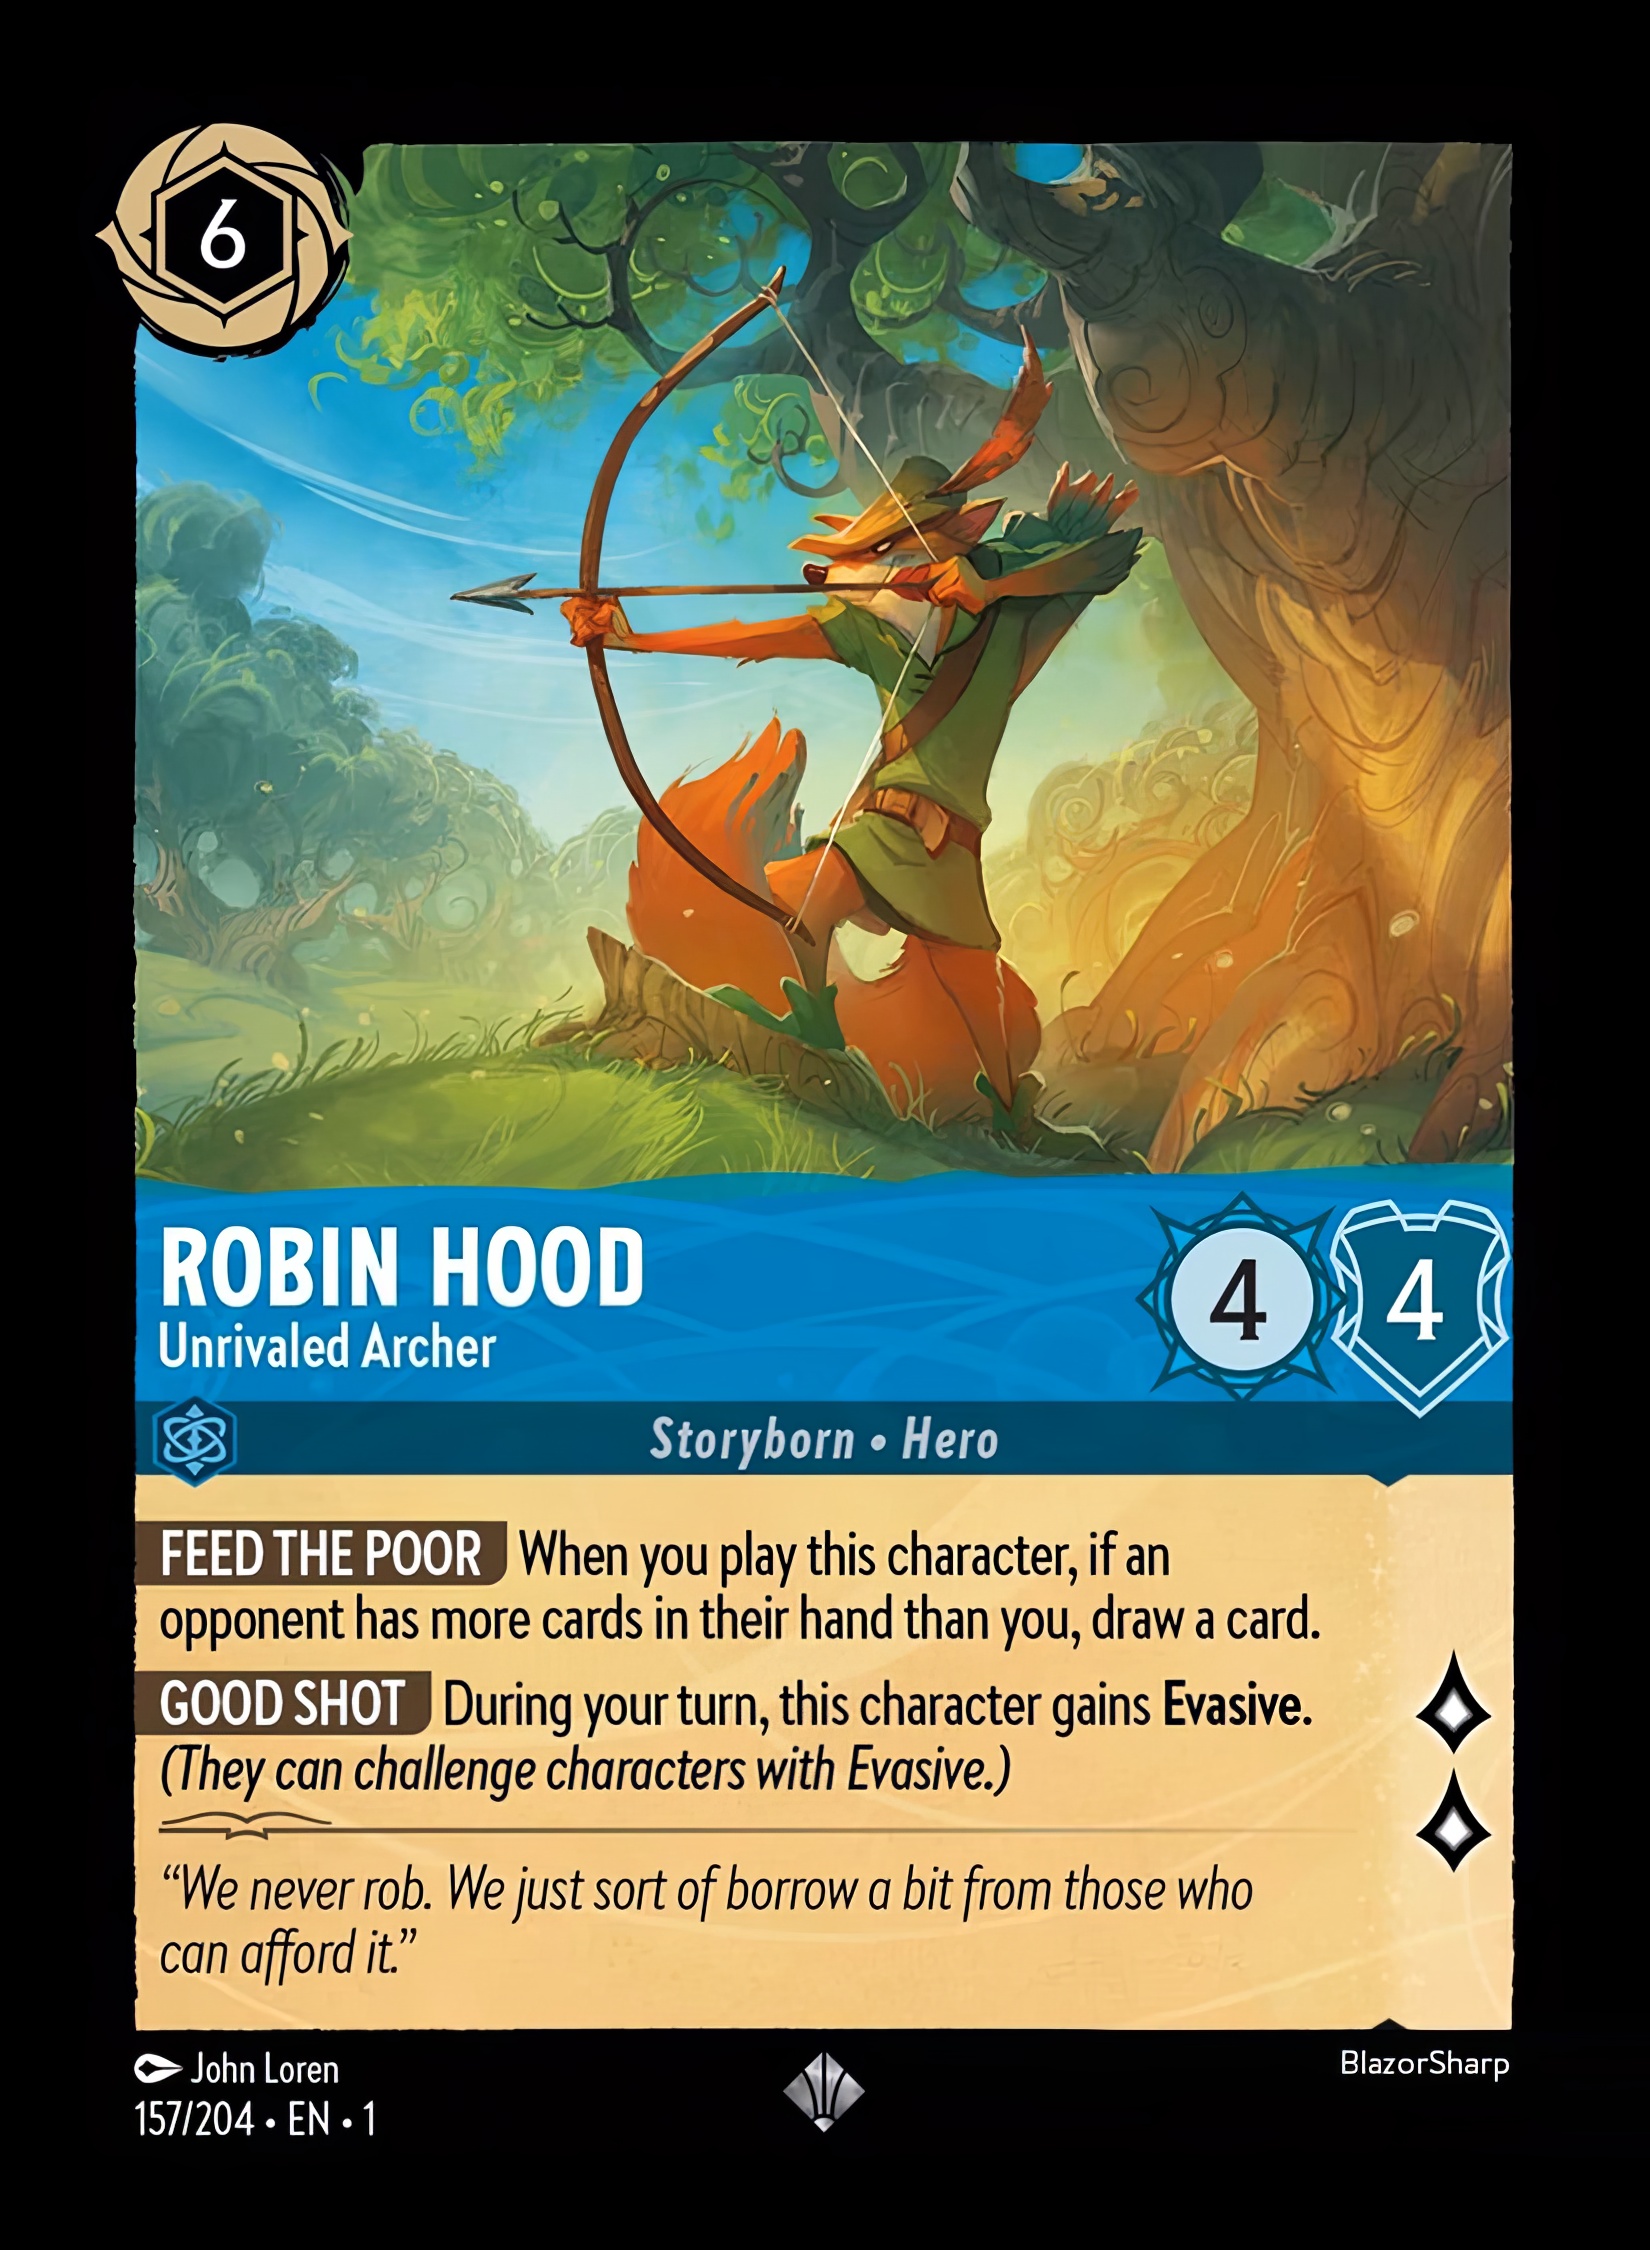 6
ROBIN HOOD
Unrivaled Archer
4 4
Storyborn • Hero
FEED THE POOR When you play this character, if an
opponent has more cards in their hand than you, draw a card.
GOOD SHOT During your turn, this character gains Evasive.
(They can challenge characters with Evasive.)
“We never rob. We just sort of borrow a bit from those who
can afford it.”
John Loren
BlazorSharp
157/204 • EN • 1